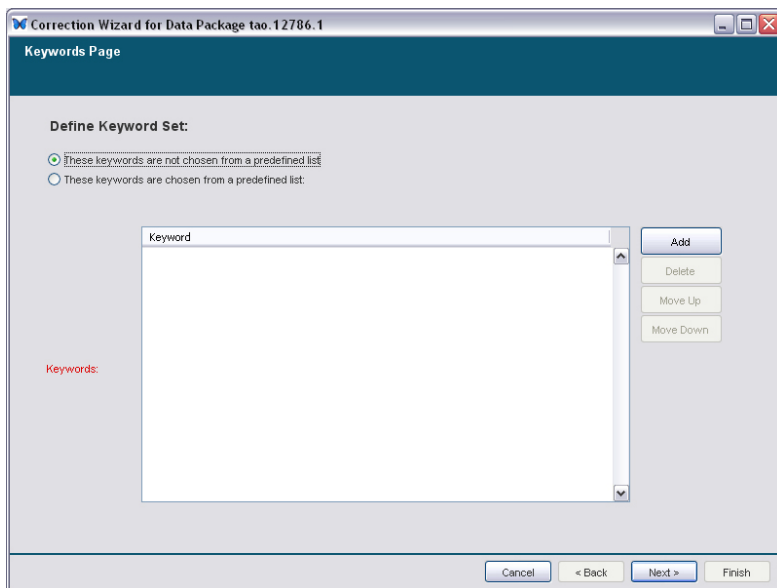 Correction Wizard for Data Package tao.12786.1
Keywords Page
Define Keyword Set:
These keywords are not chosen from a predefined list
These keywords are chosen from a predefined list:
Keyword
Add
Delete
Move Up
Move Down
Keywords:
Cancel
< Back
Next >
Finish